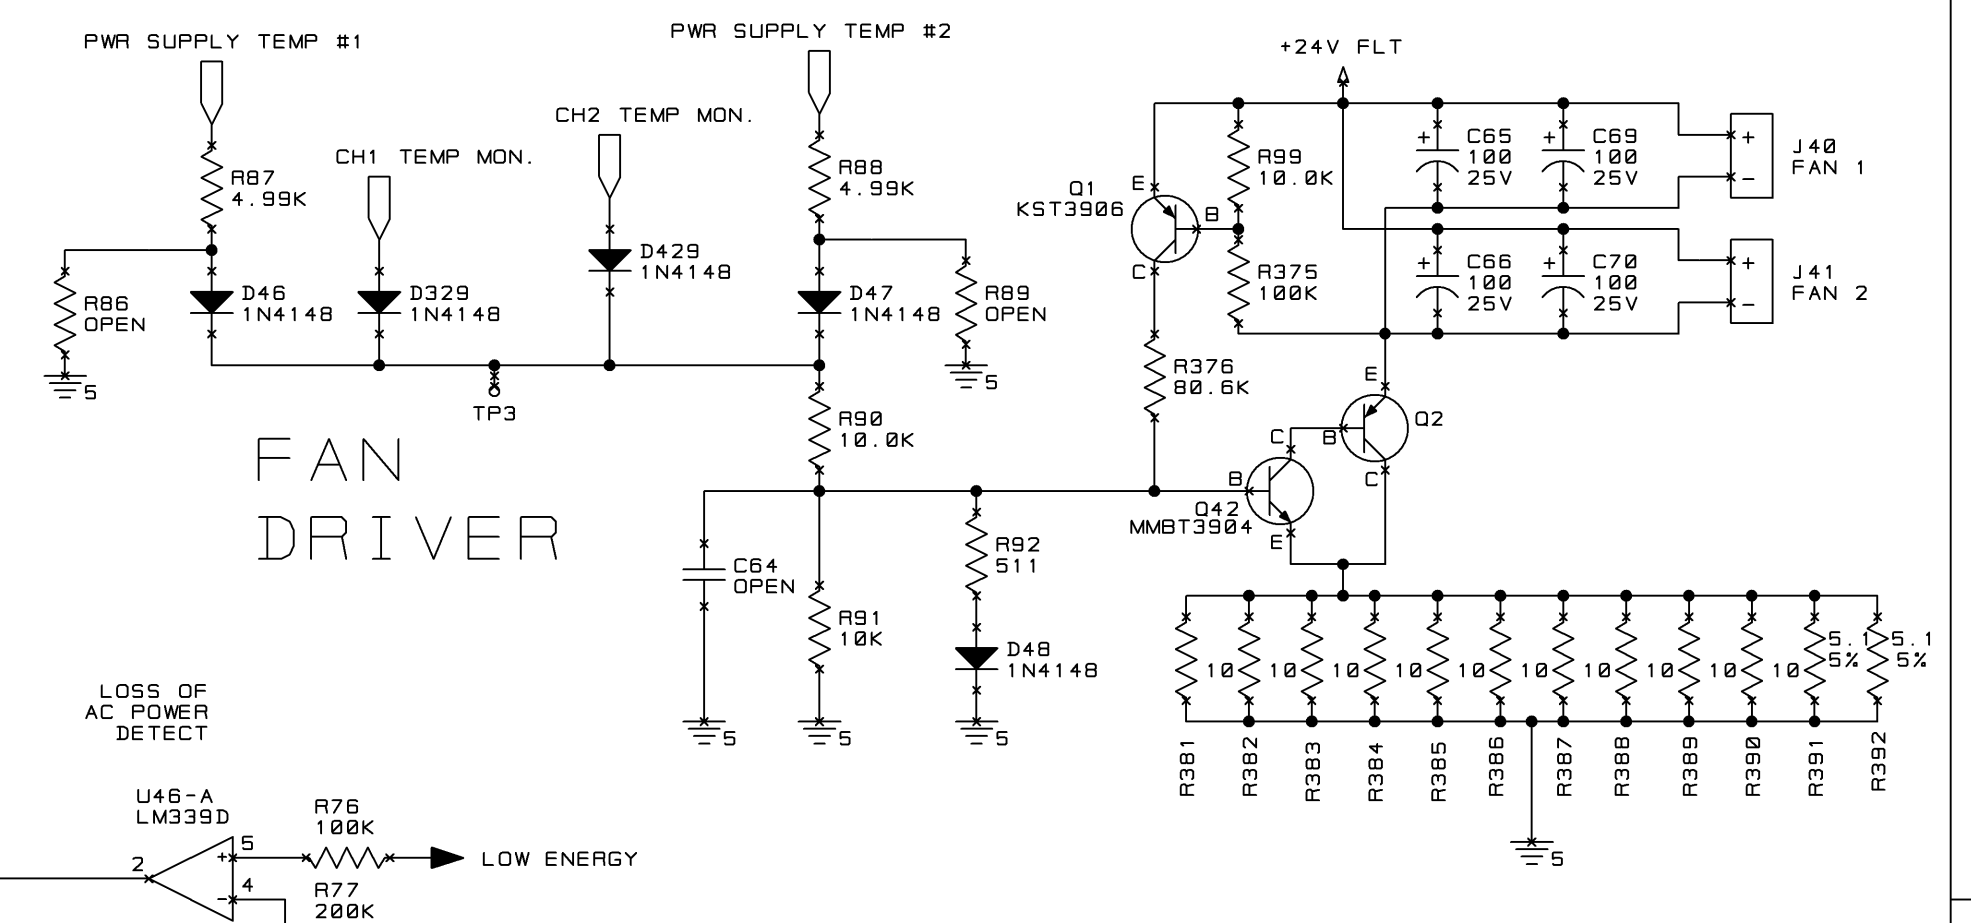 PWR SUPPLY TEMP #1
PWR SUPPLY TEMP #2
+24V FLT
CH2 TEMP MON.
CH1 TEMP MON.
R87
4.99K
R88
4.99K
R86
OPEN
D46
1N4148
D329
1N4148
D429
1N4148
D47
1N4148
R89
OPEN
5
5
TP3
R90
10.0K
FAN
DRIVER
C64
OPEN
R91
10K
R92
511
D48
1N4148
5
5
5
Q1
KST3906
E
B
C
R99
10.0K
R375
100K
R376
80.6K
+
C65
100
25V
+
C69
100
25V
+
-
J40
FAN 1
+
C66
100
25V
+
C70
100
25V
+
-
J41
FAN 2
E
B
C
Q2
C
B
E
Q42
MMBT3904
10
10
10
10
10
10
10
10
10
10
5.1
5%
5.1
5%
R381
R382
R383
R384
R385
R386
R387
R388
R389
R390
R391
R392
5
LOSS OF
AC POWER
DETECT
U46-A
LM339D
2
+
5
-
4
R76
100K
LOW ENERGY
R77
200K